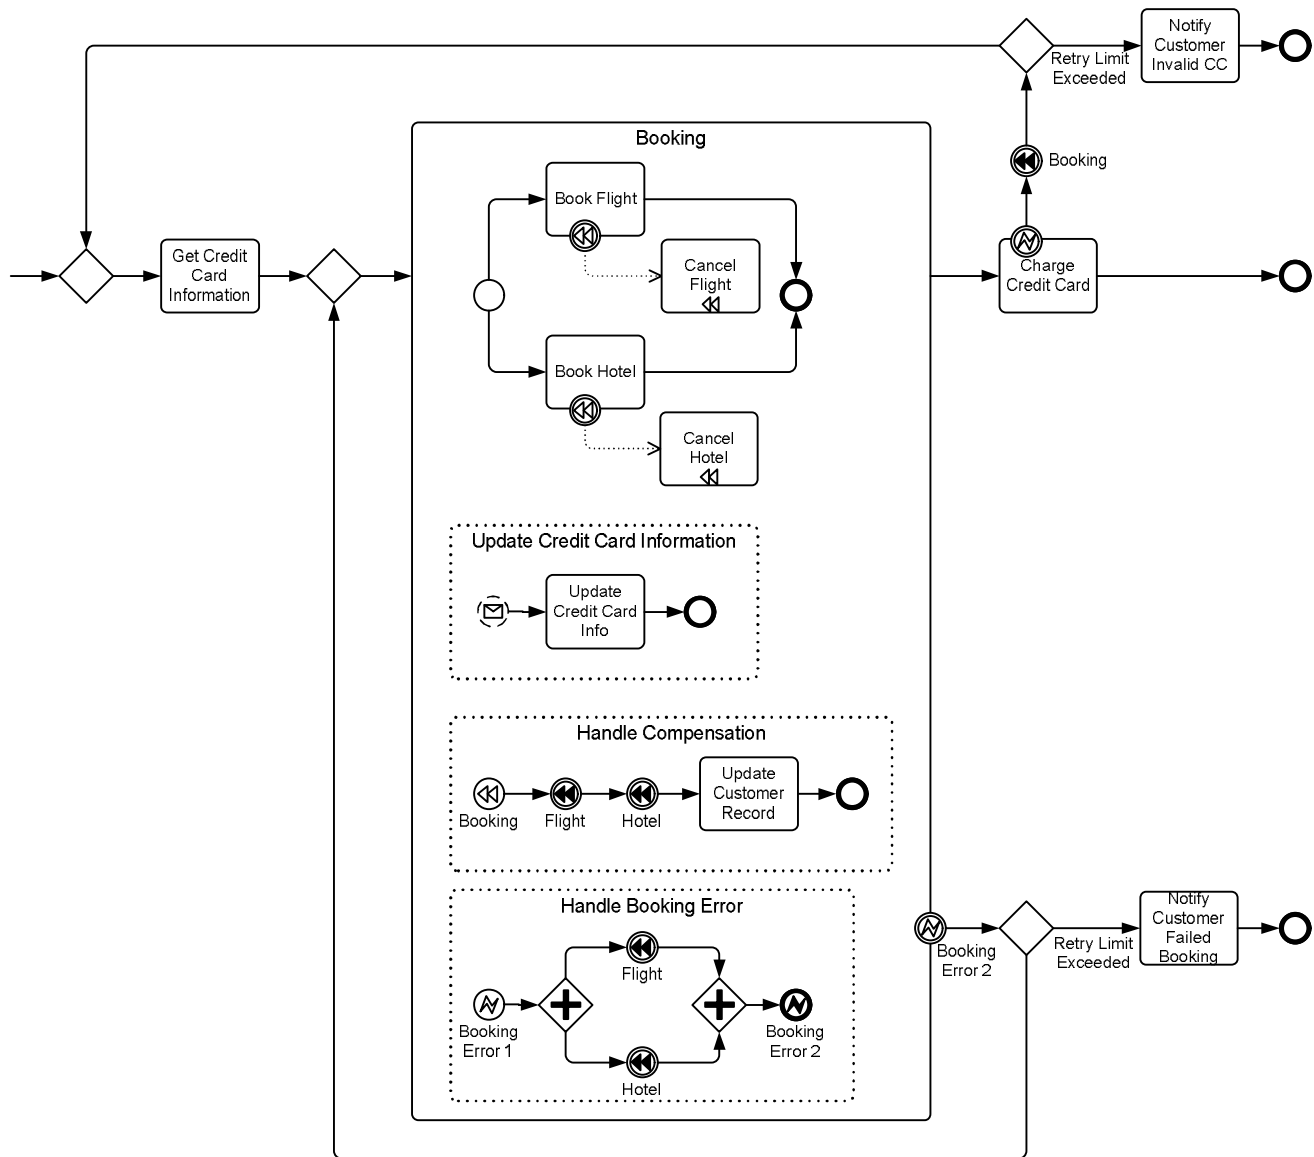 Notify
Customer
Invalid CC
Retry Limit
Exceeded
Booking
Booking
Book Flight
Get Credit
Card
Information
Cancel
Flight
Charge
Credit Card
Book Hotel
Cancel
Hotel
Update Credit Card Information
Update
Credit Card
Info
Handle Compensation
Update
Customer
Record
Booking
Flight
Hotel
Handle Booking Error
Notify
Customer
Failed
Booking
Retry Limit
Exceeded
Booking
Error 2
Flight
Booking
Error 1
Booking
Error 2
Hotel